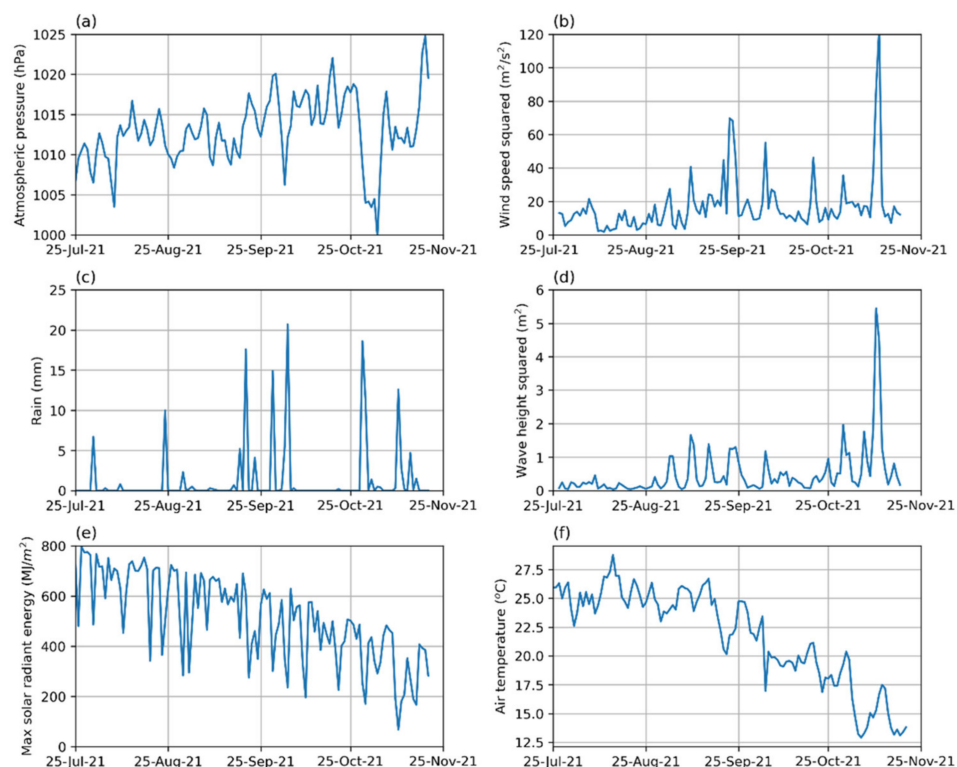 (a)
Atmospheric pressure (hPa)
1025
1020
1015
1010
1005
1000
25-Jul-21 25-Aug-21 25-Sep-21 25-Oct-21 25-Nov-21
(b)
Wind speed squared (m²/s²)
120
100
80
60
40
20
0
25-Jul-21 25-Aug-21 25-Sep-21 25-Oct-21 25-Nov-21
(c)
Rain (mm)
25
20
15
10
5
0
25-Jul-21 25-Aug-21 25-Sep-21 25-Oct-21 25-Nov-21
(d)
Wave height squared (m²)
6
5
4
3
2
1
0
25-Jul-21 25-Aug-21 25-Sep-21 25-Oct-21 25-Nov-21
(e)
Max solar radiant energy (MJ/m²)
800
600
400
200
0
25-Jul-21 25-Aug-21 25-Sep-21 25-Oct-21 25-Nov-21
(f)
Air temperature (°C)
27.5
25.0
22.5
20.0
17.5
15.0
12.5
25-Jul-21 25-Aug-21 25-Sep-21 25-Oct-21 25-Nov-21